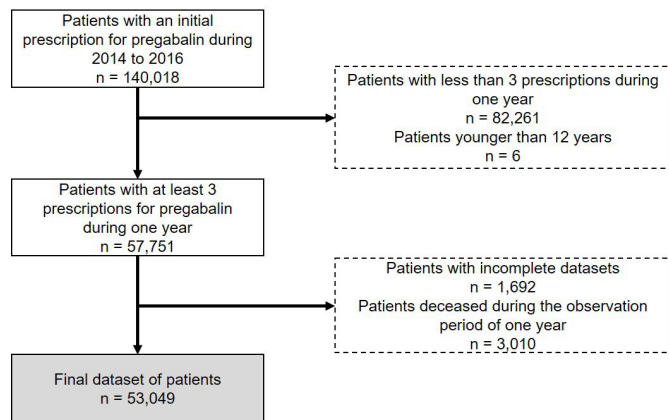 Patients with an initial
prescription for pregabalin during
2014 to 2016
n = 140,018
Patients with less than 3 prescriptions during
one year
n = 82,261
Patients younger than 12 years
n = 6
Patients with at least 3
prescriptions for pregabalin
during one year
n = 57,751
Patients with incomplete datasets
n = 1,692
Patients deceased during the observation
period of one year
n = 3,010
Final dataset of patients
n = 53,049